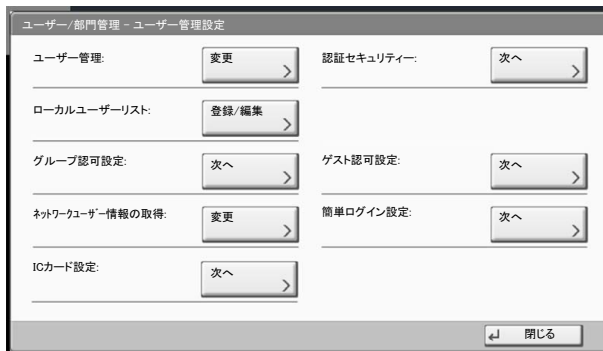 ユーザー/部門管理 - ユーザー管理設定
ユーザー管理: 変更 認証セキュリティー: 次へ
ローカルユーザーリスト: 登録/編集
グループ認可設定: 次へ ゲスト認可設定: 次へ
ネットワークユーザー情報の取得: 変更 簡単ログイン設定: 次へ
ICカード設定: 次へ
閉じる